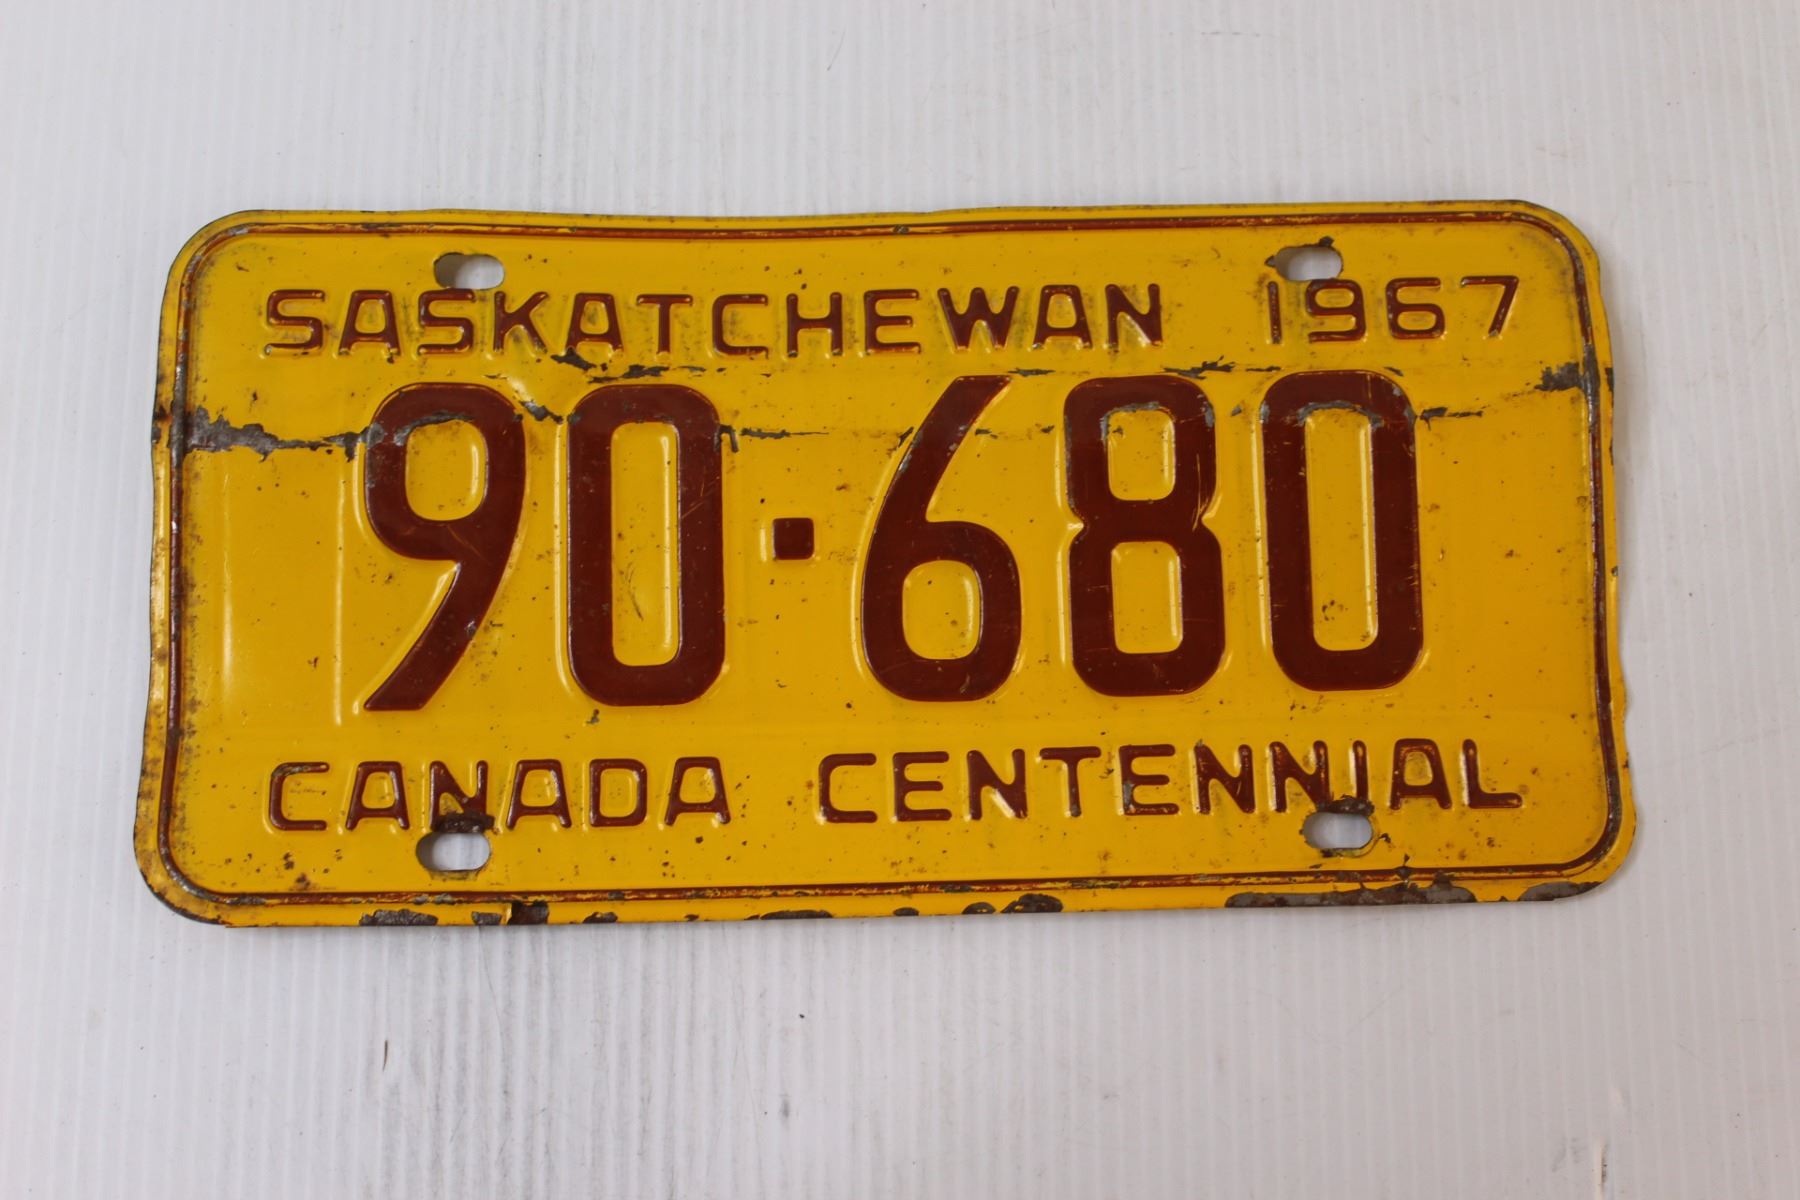 SASKATCHEWAN 1967
90·680
CANADA CENTENNIAL